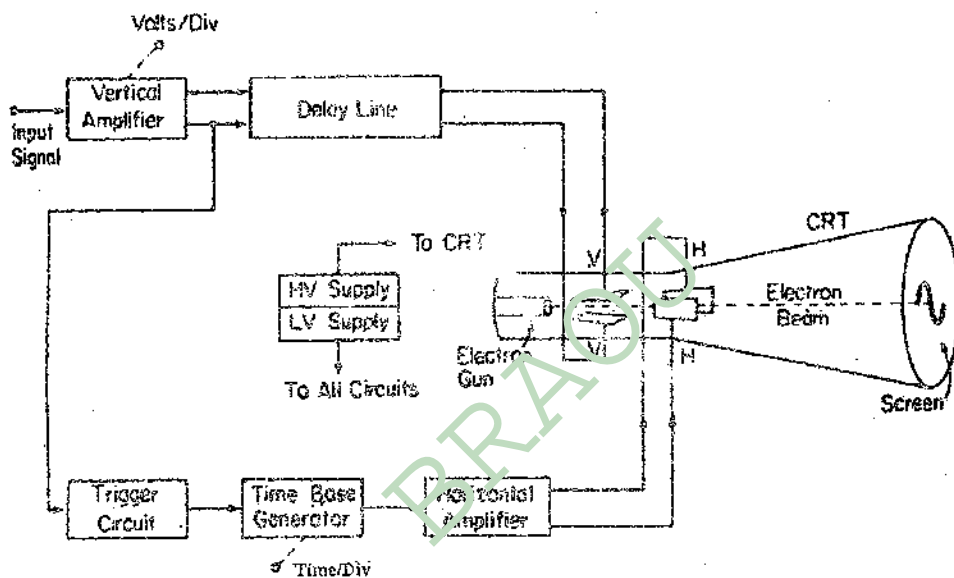 Volts/Div
Vertical
Amplifier
Delay Line
Input
Signal
CRT
To CRT
V
H
HV Supply
LV Supply
Electron
Beam
Electron
Gun
V
H
To All Circuits
Screen
BRAOU
Trigger
Circuit
Time Base
Generator
Horizontal
Amplifier
Time/Div